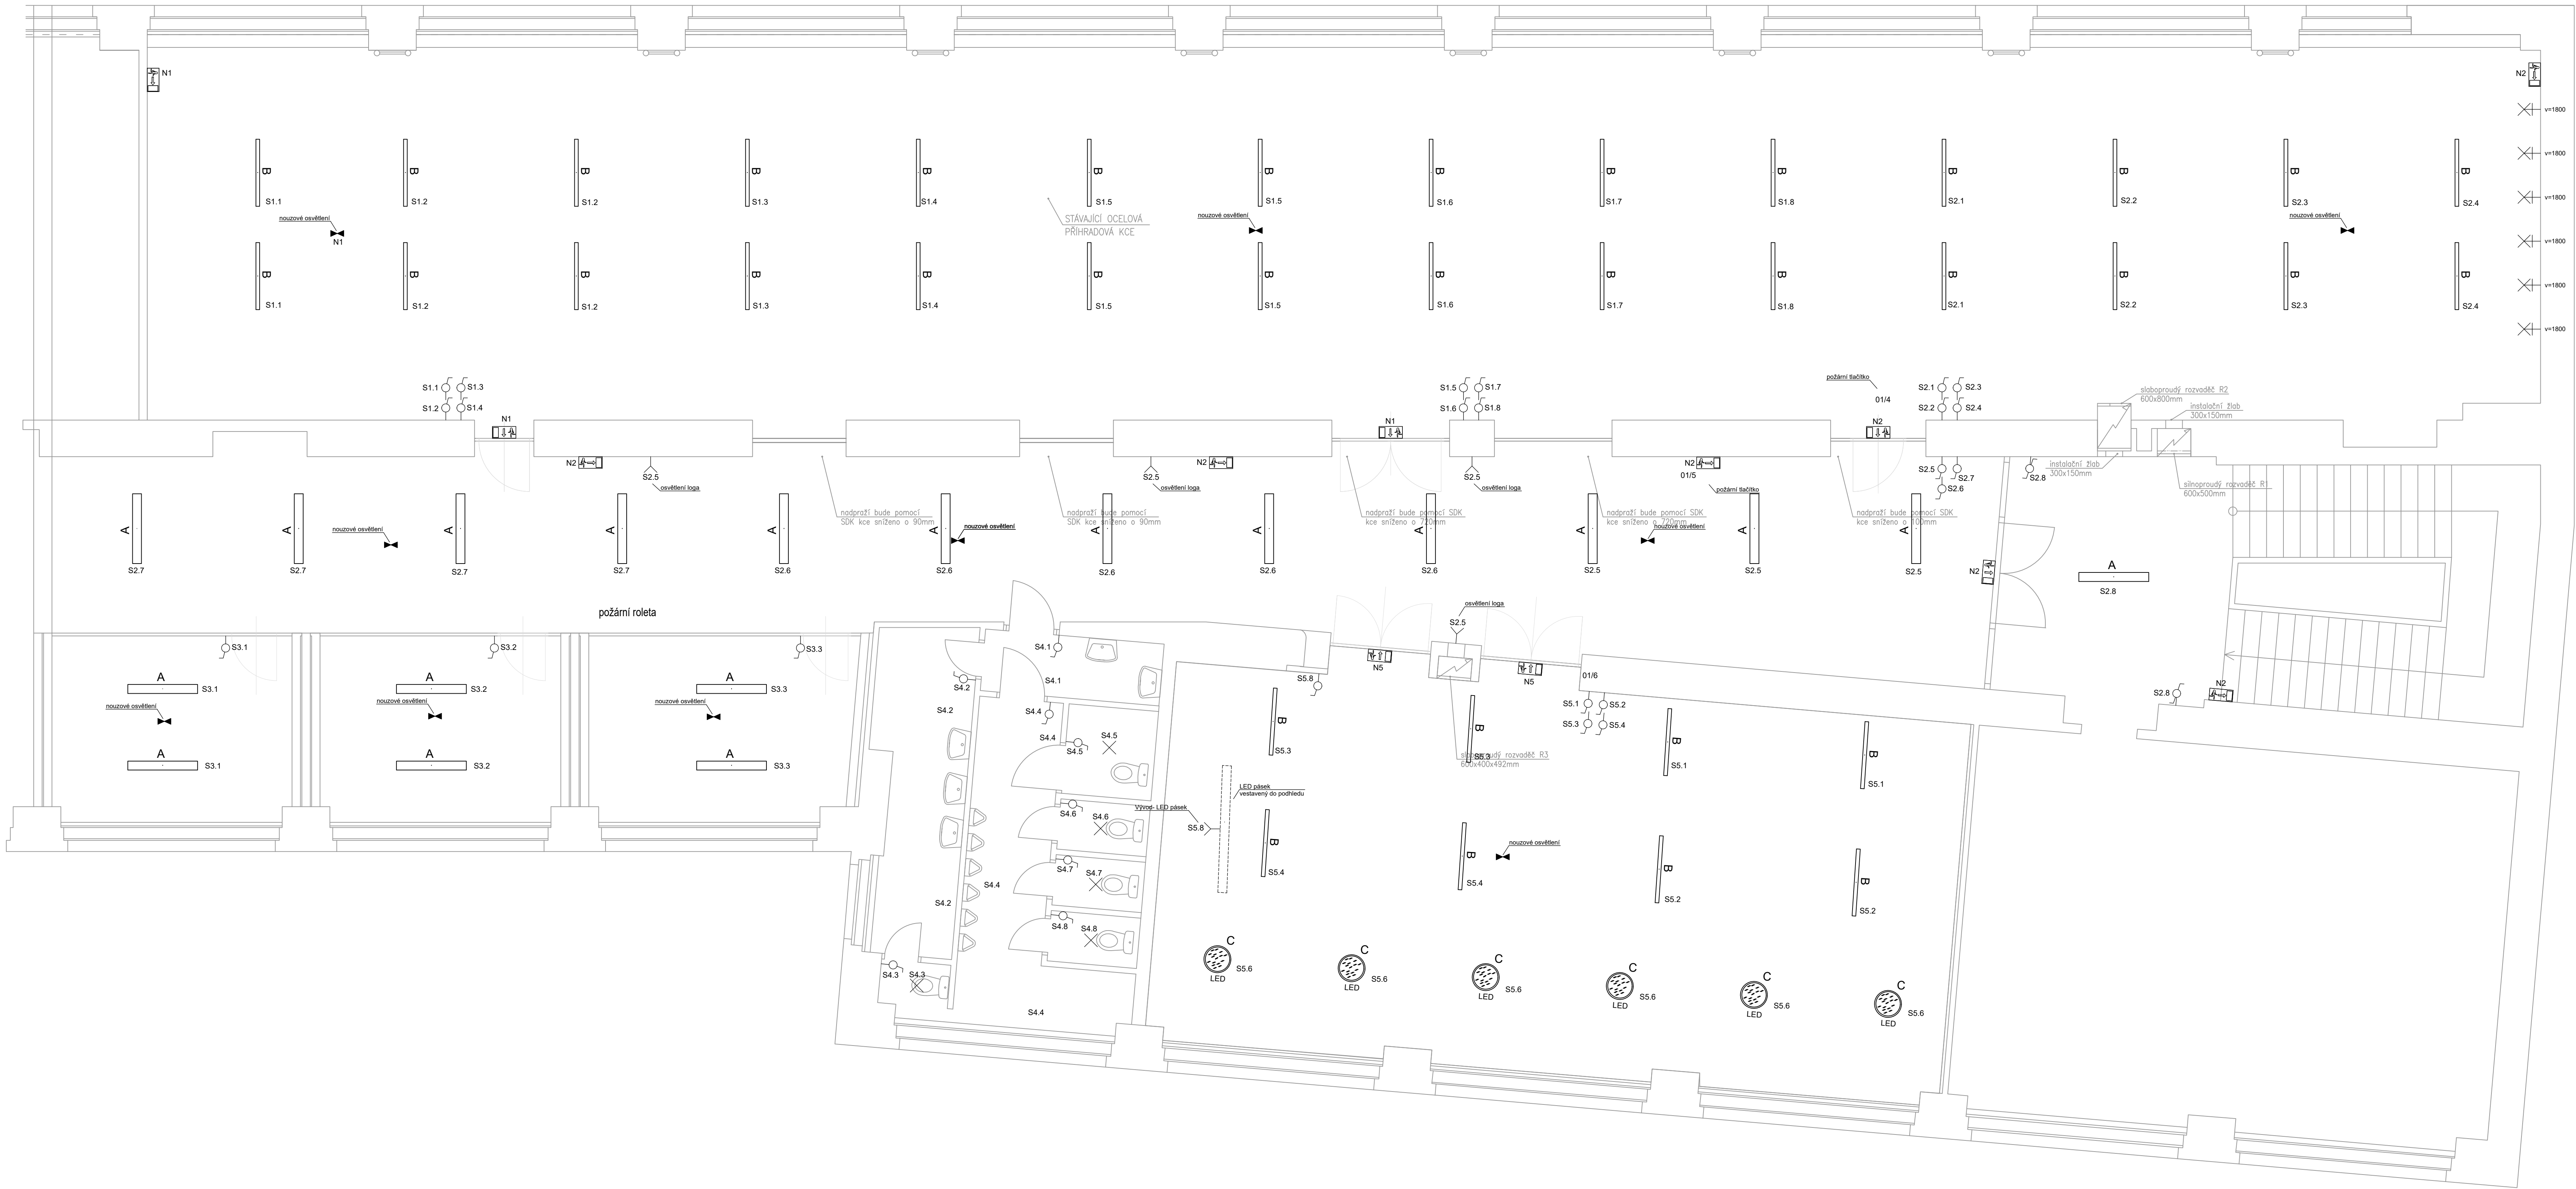 N1
N2
v=1800
B B B B B B B B B B B B B B
v=1800
S1.1 S1.2 S1.2 S1.3 S1.4 S1.5 S1.5 S1.6 S1.7 S1.8 S2.1 S2.2 S2.3 S2.4
v=1800
nouzové osvětlení
N1
STÁVAJÍCÍ OCELOVÁ
PŘÍHRADOVÁ KCE
nouzové osvětlení
nouzové osvětlení
v=1800
B B B B B B B B B B B B B B
v=1800
S1.1 S1.2 S1.2 S1.3 S1.4 S1.5 S1.5 S1.6 S1.7 S1.8 S2.1 S2.2 S2.3 S2.4
v=1800
S1.1 S1.3
S1.2 S1.4
S1.5 S1.7
S1.6 S1.8
požární tlačítko
01/4
S2.1 S2.3
S2.2 S2.4
slaboproudý rozvaděč R2
600x800mm
instalační žlab
300x150mm
N1
N1
N2
N2
S2.5
osvětlení loga
S2.5
osvětlení loga
N2
S2.5
osvětlení loga
N2
01/5
požární tlačítko
S2.5 S2.7
S2.6
S2.8
instalační žlab
300x150mm
silnoproudý rozvaděč R1
600x500mm
nadpraží bude pomocí
SDK kce sníženo o 90mm
nadpraží bude pomocí
SDK kce sníženo o 90mm
nadpraží bude pomocí SDK
kce sníženo o 720mm
nadpraží bude pomocí SDK
kce sníženo o 720mm
nadpraží bude pomocí SDK
kce sníženo o 100mm
A A A A A A A A A A A A
nouzové osvětlení
nouzové osvětlení
nouzové osvětlení
S2.7 S2.7 S2.7 S2.7 S2.6 S2.6 S2.6 S2.6 S2.6 S2.5 S2.5 S2.5
N2
A
S2.8
požární roleta
osvětlení loga
S2.5
S3.1
S3.2
S3.3
S4.1
N5
N5
01/6
A
S3.1
A
S3.2
A
S3.3
S4.2
S4.1
S5.8
N2
S2.8
nouzové osvětlení
nouzové osvětlení
nouzové osvětlení
S4.2
S4.4
S5.1 S5.2
S5.3 S5.4
A
S3.1
A
S3.2
A
S3.3
S4.4
S4.5
S4.5
B
S5.3
B
S5.3
slaboproudý rozvaděč R3
600x400x492mm
B
S5.1
B
S5.1
LED pásek
vestavený do podhledu
Vývod- LED pásek
S5.8
S4.6
S4.6
S4.7
S4.7
S4.4
S4.2
S4.8
S4.8
B
S5.4
B
S5.4
nouzové osvětlení
B
S5.2
B
S5.2
S4.3
S4.3
S4.4
C
LED
S5.6
C
LED
S5.6
C
LED
S5.6
C
LED
S5.6
C
LED
S5.6
C
LED
S5.6